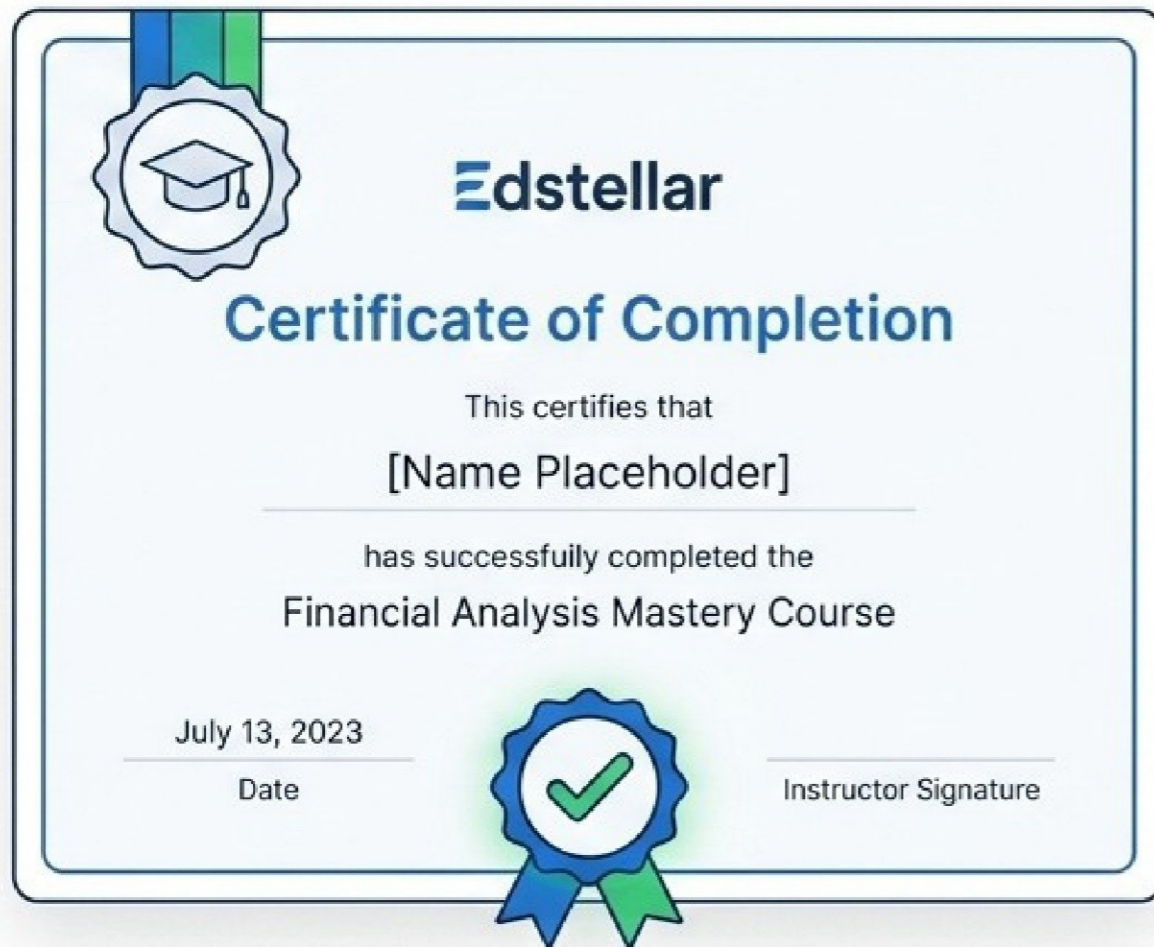 Edstellar
Certificate of Completion
This certifies that
[Name Placeholder]
has successfully completed the
Financial Analysis Mastery Course
July 13, 2023
Date
Instructor Signature